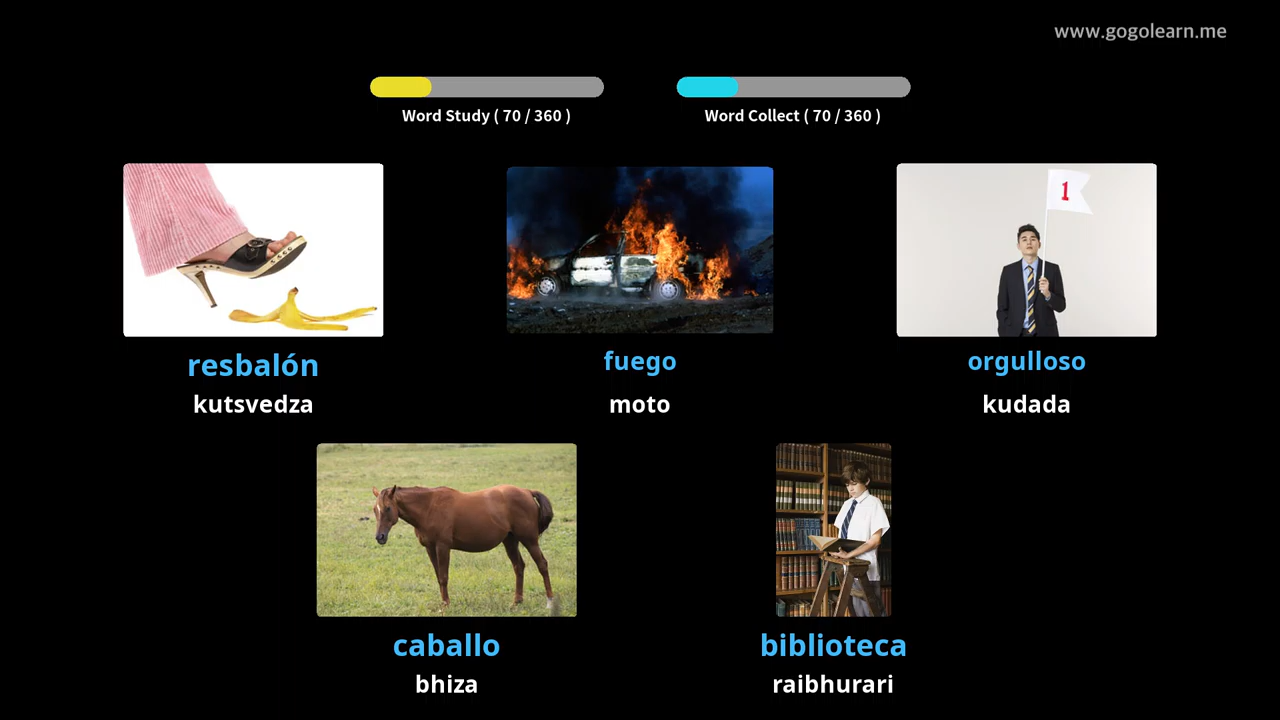 www.gogolearn.me
Word Study ( 70 / 360 )
Word Collect ( 70 / 360 )
resbalón
kutsvedza
fuego
moto
orgulloso
kudada
1
caballo
bhiza
biblioteca
raibhurari